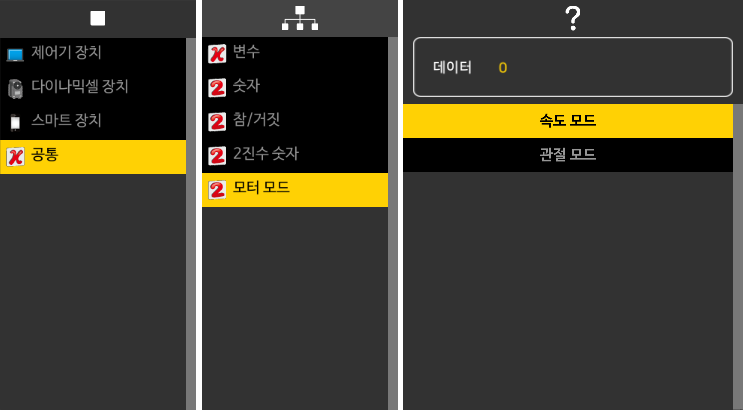 제어기 장치
다이나믹셀 장치
스마트 장치
공통
변수
숫자
참/거짓
2진수 숫자
모터 모드
?
데이터 0
속도 모드
관절 모드